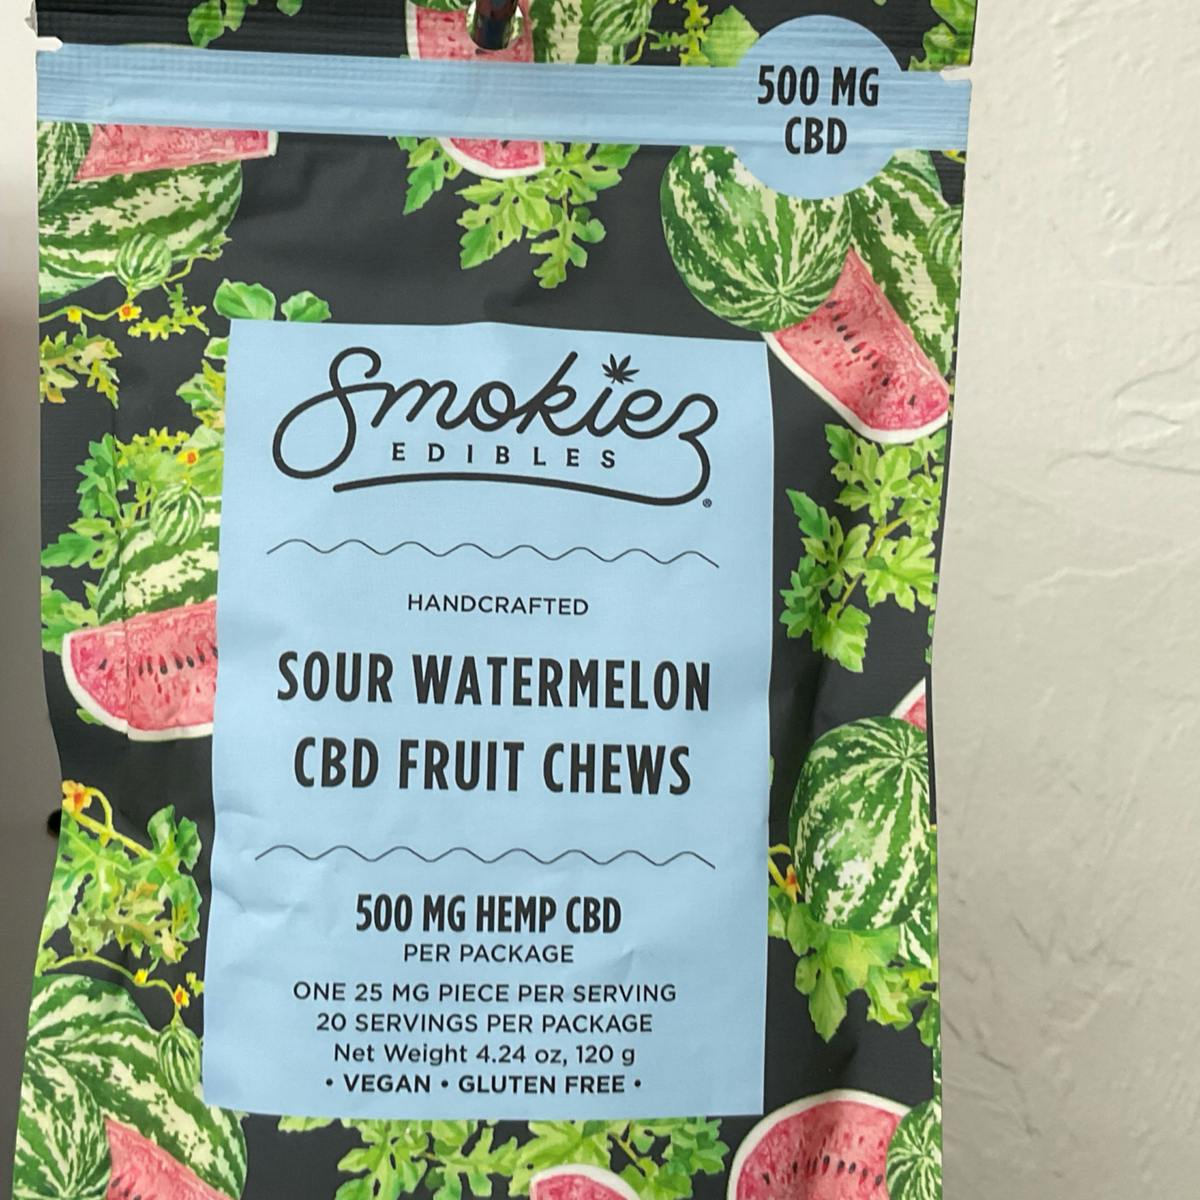 500 MG
CBD
Smokiez
EDIBLES
®
HANDCRAFTED
SOUR WATERMELON
CBD FRUIT CHEWS
500 MG HEMP CBD
PER PACKAGE
ONE 25 MG PIECE PER SERVING
20 SERVINGS PER PACKAGE
Net Weight 4.24 oz, 120 g
• VEGAN • GLUTEN FREE •